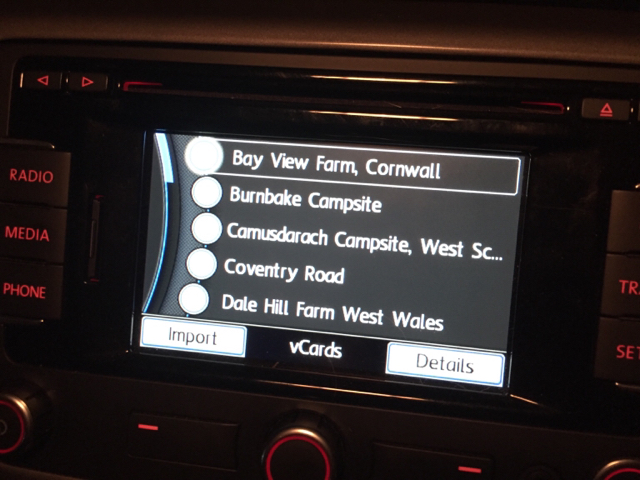 RADIO
MEDIA
PHONE
Bay View Farm, Cornwall
Burnbake Campsite
Camusdarach Campsite, West Sc...
Coventry Road
Dale Hill Farm West Wales
Import
vCards
Details